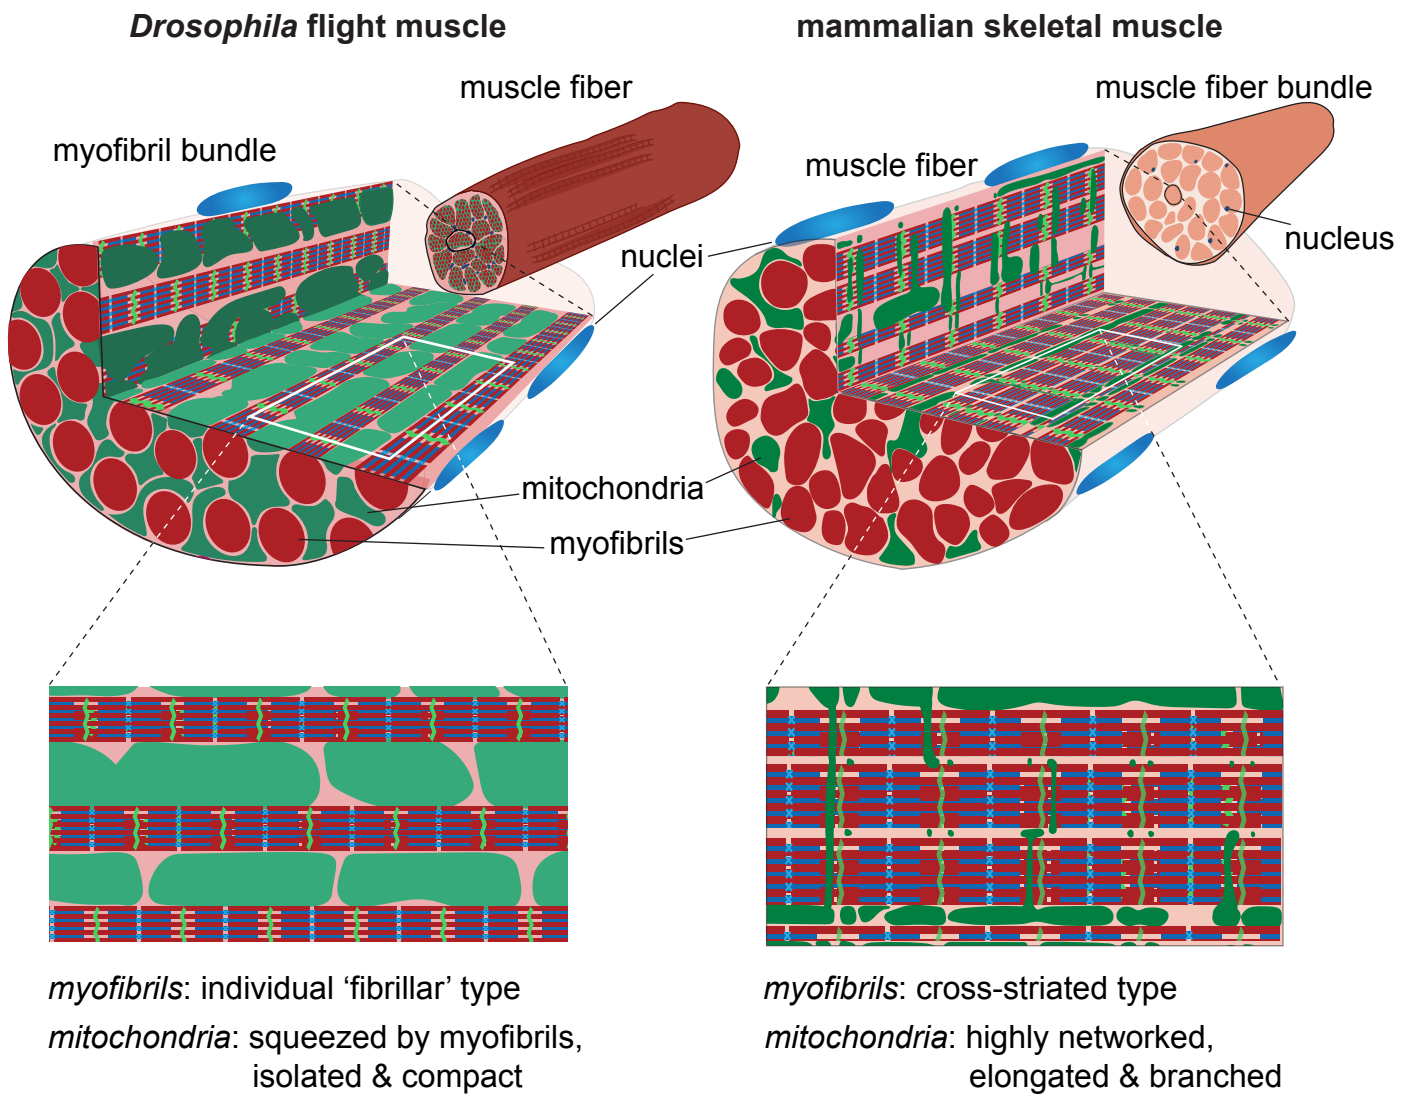 Drosophila flight muscle
mammalian skeletal muscle
muscle fiber
muscle fiber bundle
myofibril bundle
muscle fiber
nuclei
nucleus
mitochondria
myofibrils
myofibrils: individual ‘fibrillar’ type
mitochondria: squeezed by myofibrils,
isolated & compact
myofibrils: cross-striated type
mitochondria: highly networked,
elongated & branched